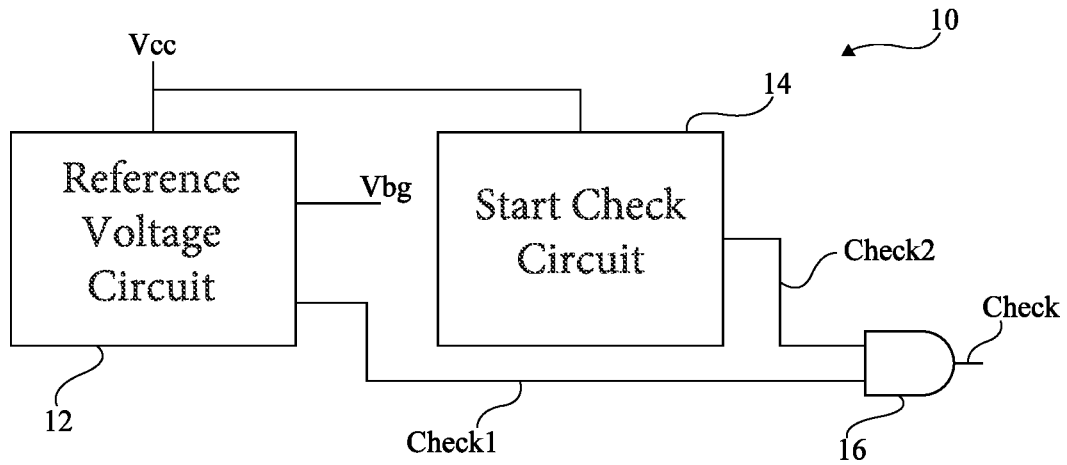 10
Vcc
14
Reference
Voltage
Circuit
Vbg
Start Check
Circuit
Check2
Check
12
Check1
16